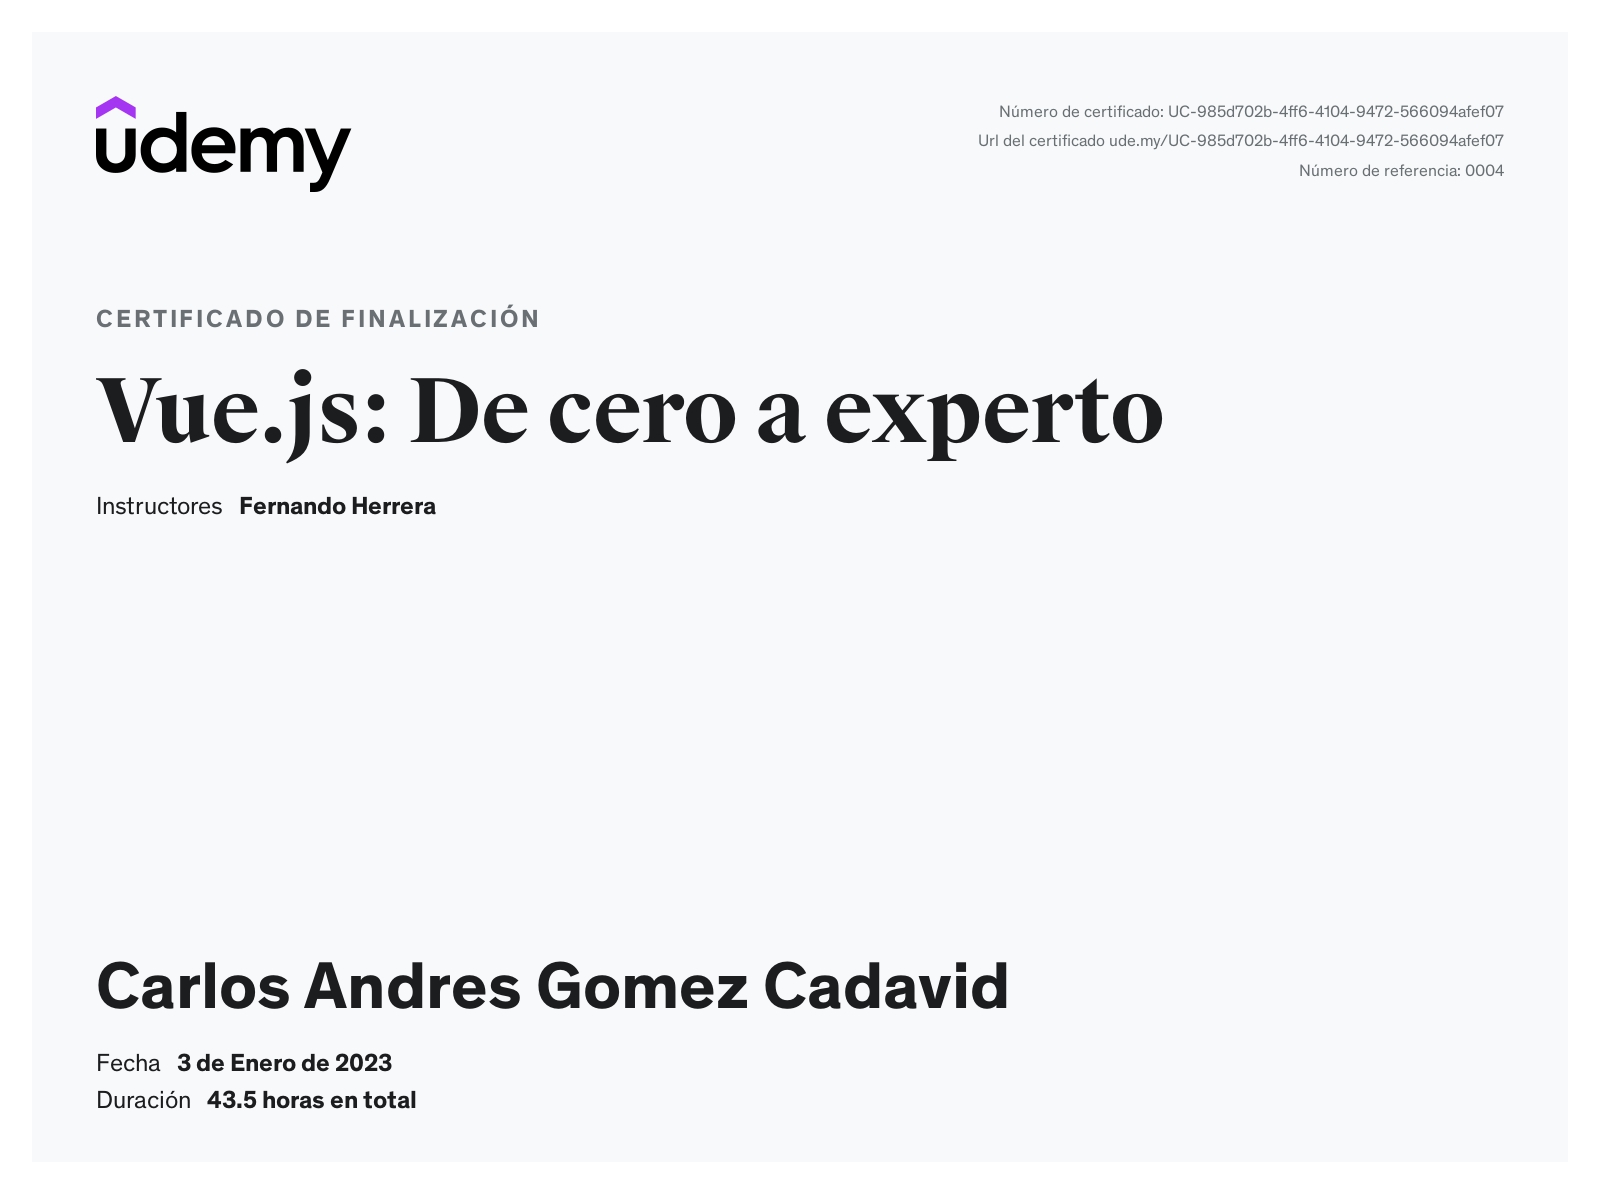 udemy
Número de certificado: UC-985d702b-4ff6-4104-9472-566094afef07
Url del certificado ude.my/UC-985d702b-4ff6-4104-9472-566094afef07
Número de referencia: 0004
CERTIFICADO DE FINALIZACIÓN
Vue.js: De cero a experto
Instructores Fernando Herrera
Carlos Andres Gomez Cadavid
Fecha 3 de Enero de 2023
Duración 43.5 horas en total